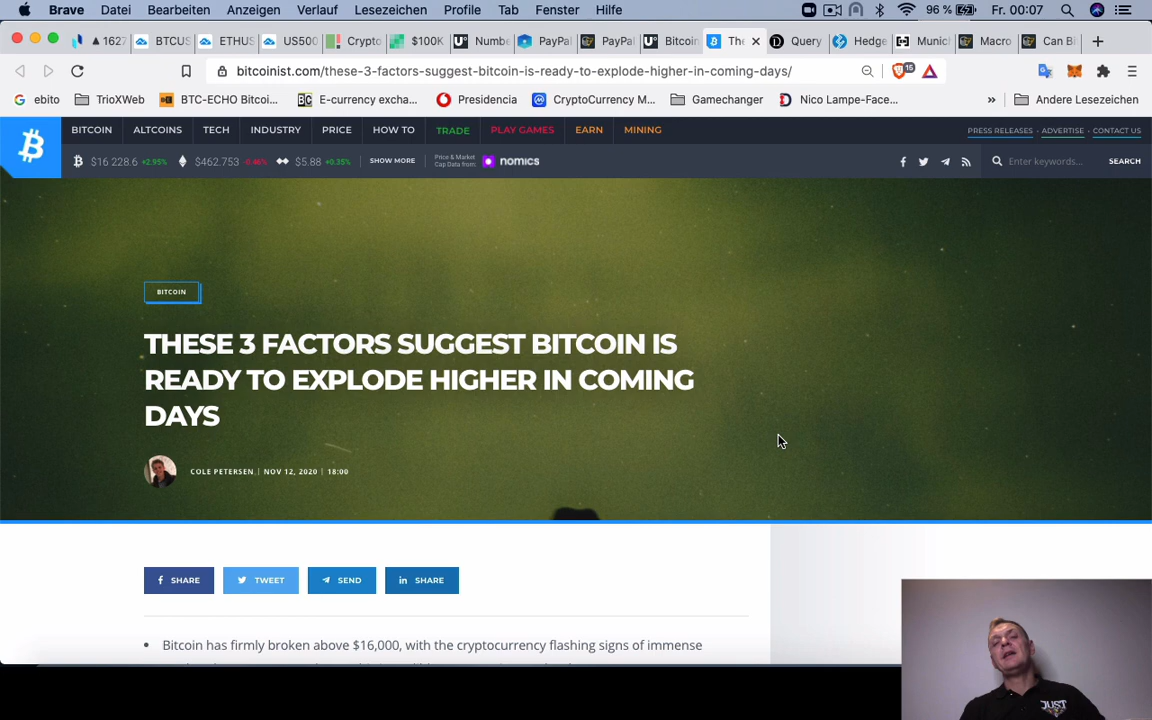 Brave Datei Bearbeiten Anzeigen Verlauf Lesezeichen Profile Tab Fenster Hilfe 96 % Fr. 00:07
▲ 1627 BTCUS ETHUS US500 Crypto $100K Numbe PayPal PayPal Bitcoin The Query Hedge Munic Macro Can Bi
bitcoinist.com/these-3-factors-suggest-bitcoin-is-ready-to-explode-higher-in-coming-days/ 15
ebito TrioXWeb BTC-ECHO Bitcoi... E-currency excha... Presidencia CryptoCurrency M... Gamechanger Nico Lampe-Face... » Andere Lesezeichen
BITCOIN ALTCOINS TECH INDUSTRY PRICE HOW TO TRADE PLAY GAMES EARN MINING PRESS RELEASES - ADVERTISE - CONTACT US
$16 228.6 +2.95% $462.753 -0.46% $5.88 +0.35% SHOW MORE Price & Market Cap Data from: nomics Enter keywords... SEARCH
BITCOIN
THESE 3 FACTORS SUGGEST BITCOIN IS
READY TO EXPLODE HIGHER IN COMING
DAYS
COLE PETERSEN | NOV 12, 2020 | 18:00
SHARE TWEET SEND SHARE
• Bitcoin has firmly broken above $16,000, with the cryptocurrency flashing signs of immense
JUST